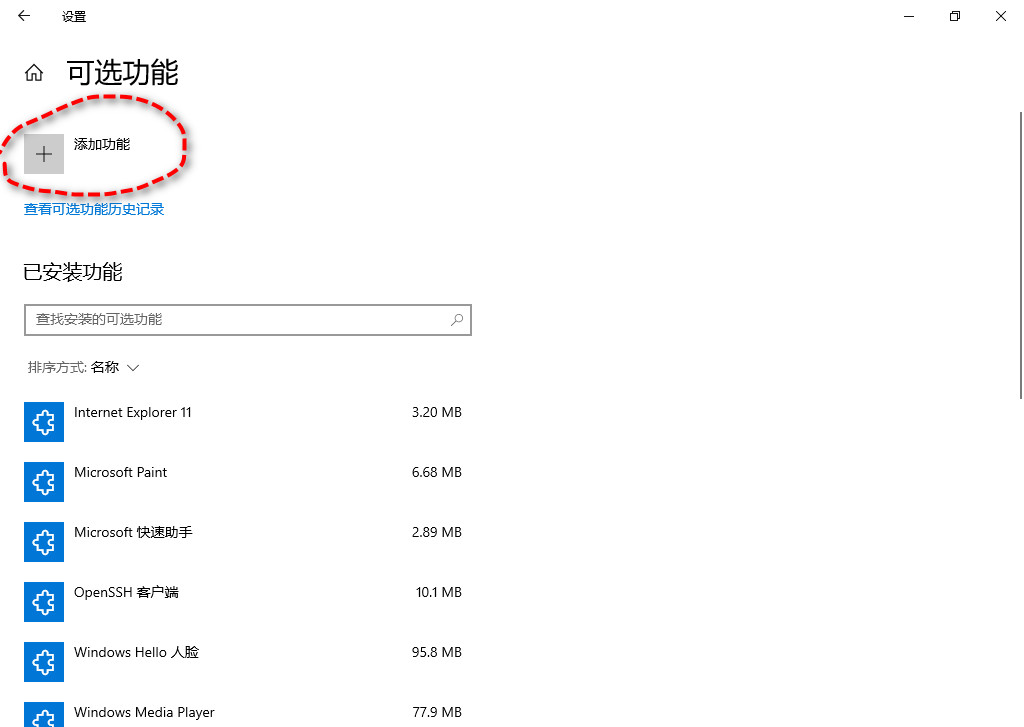 设置
可选功能
添加功能
查看可选功能历史记录
已安装功能
查找安装的可选功能
排序方式: 名称
Internet Explorer 11 3.20 MB
Microsoft Paint 6.68 MB
Microsoft 快速助手 2.89 MB
OpenSSH 客户端 10.1 MB
Windows Hello 人脸 95.8 MB
Windows Media Player 77.9 MB